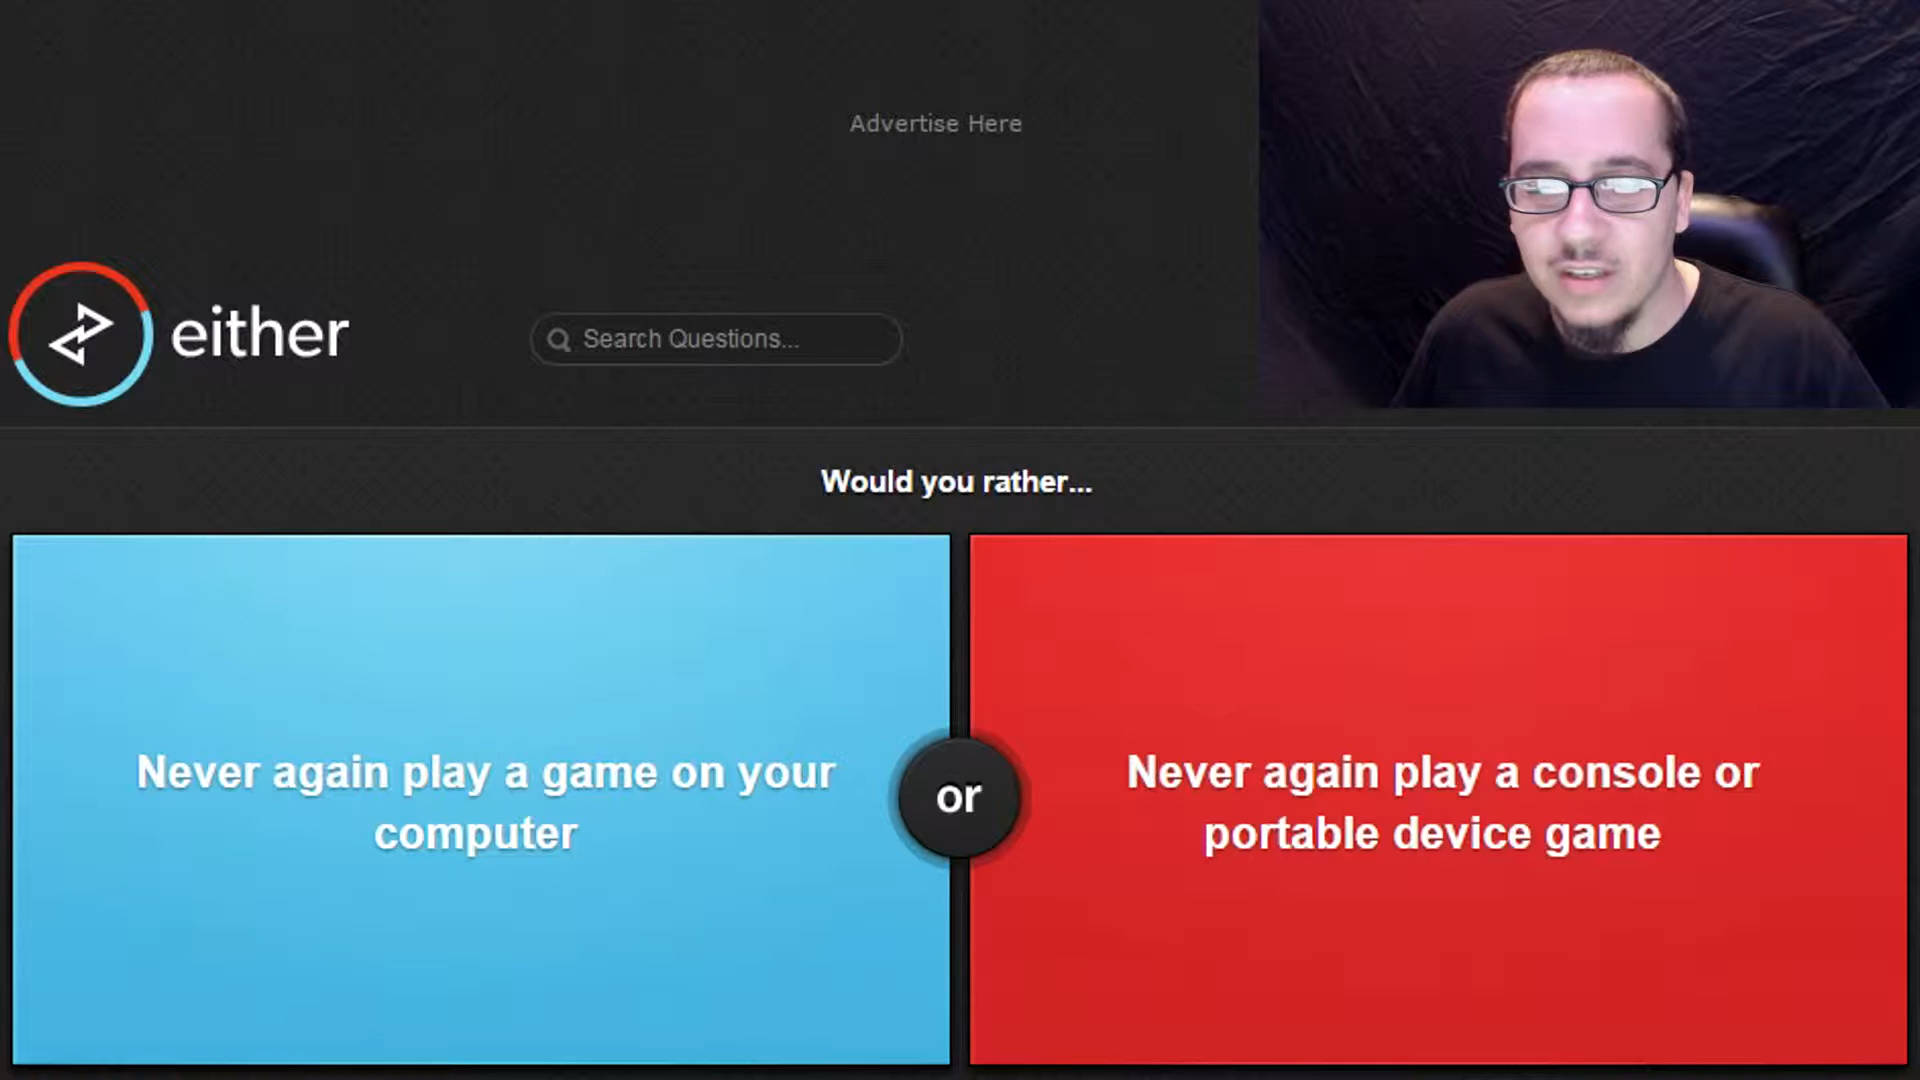 Advertise Here
either
Search Questions...
Would you rather...
Never again play a game on your
computer
or
Never again play a console or
portable device game